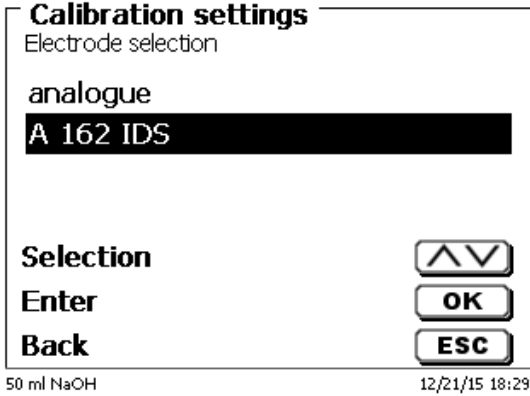 Calibration settings
Electrode selection
analogue
A 162 IDS
Selection
Enter OK
Back ESC
50 ml NaOH 12/21/15 18:29